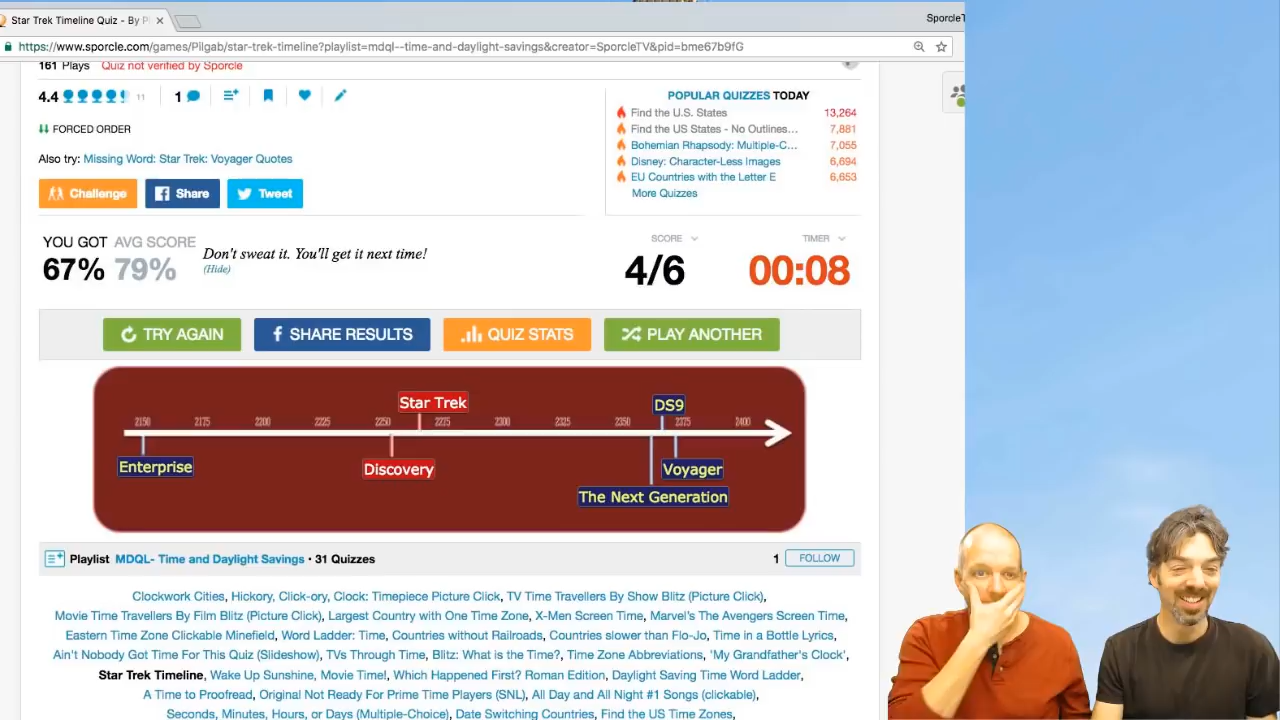 Star Trek Timeline Quiz - By P
SporcleT
https://www.sporcle.com/games/Pilgab/star-trek-timeline?playlist=mdql--time-and-daylight-savings&creator=SporcleTV&pid=bme67b9fG
161 Plays Quiz not verified by Sporcle
4.4 11 1
FORCED ORDER
Also try: Missing Word: Star Trek: Voyager Quotes
Challenge Share Tweet
POPULAR QUIZZES TODAY
Find the U.S. States 13,264
Find the US States - No Outlines... 7,881
Bohemian Rhapsody: Multiple-C... 7,055
Disney: Character-Less Images 6,694
EU Countries with the Letter E 6,653
More Quizzes
YOU GOT AVG SCORE
67% 79%
Don't sweat it. You'll get it next time!
(Hide)
SCORE TIMER
4/6 00:08
TRY AGAIN SHARE RESULTS QUIZ STATS PLAY ANOTHER
Star Trek DS9
2150 2175 2200 2225 2250 2275 2300 2325 2350 2375 2400
Enterprise Discovery Voyager
The Next Generation
Playlist MDQL- Time and Daylight Savings · 31 Quizzes 1 FOLLOW
Clockwork Cities, Hickory, Click-ory, Clock: Timepiece Picture Click, TV Time Travellers By Show Blitz (Picture Click),
Movie Time Travellers By Film Blitz (Picture Click), Largest Country with One Time Zone, X-Men Screen Time, Marvel's The Avengers Screen Time,
Eastern Time Zone Clickable Minefield, Word Ladder: Time, Countries without Railroads, Countries slower than Flo-Jo, Time in a Bottle Lyrics,
Ain't Nobody Got Time For This Quiz (Slideshow), TVs Through Time, Blitz: What is the Time?, Time Zone Abbreviations, 'My Grandfather's Clock',
Star Trek Timeline, Wake Up Sunshine, Movie Time!, Which Happened First? Roman Edition, Daylight Saving Time Word Ladder,
A Time to Proofread, Original Not Ready For Prime Time Players (SNL), All Day and All Night #1 Songs (clickable),
Seconds, Minutes, Hours, or Days (Multiple-Choice), Date Switching Countries, Find the US Time Zones,